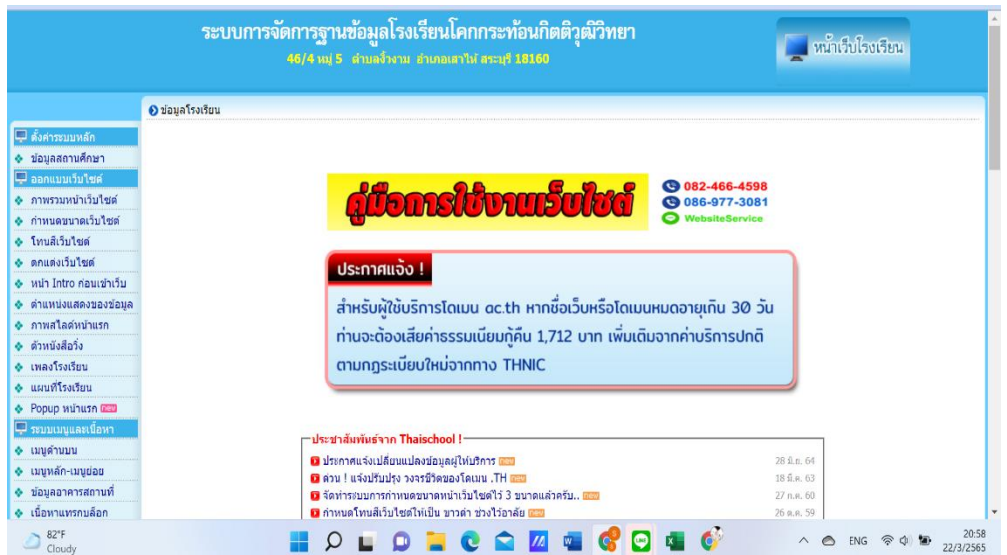 ระบบการจัดการฐานข้อมูลโรงเรียนโคกกระท้อนกิตติวุฒิวิทยา
46/4 หมู่ 5 ตำบลงิ้วงาม อำเภอเสาไห้ สระบุรี 18160
หน้าเว็บโรงเรียน
ข้อมูลโรงเรียน
ตั้งค่าระบบหลัก
ข้อมูลสถานศึกษา
ออกแบบเว็บไซต์
ภาพรวมหน้าเว็บไซต์
กำหนดขนาดเว็บไซต์
โทนสีเว็บไซต์
ตกแต่งเว็บไซต์
หน้า Intro ก่อนเข้าเว็บ
ตำแหน่งแสดงของข้อมูล
ภาพสไลด์หน้าแรก
ตัวหนังสือวิ่ง
เพลงโรงเรียน
แผนที่โรงเรียน
Popup หน้าแรก new
ระบบเมนูและเนื้อหา
เมนูด้านบน
เมนูหลัก-เมนูย่อย
ข้อมูลอาคารสถานที่
เนื้อหาแทรกบล็อก
คู่มือการใช้งานเว็บไซต์
082-466-4598
086-977-3081
WebsiteService
ประกาศแจ้ง !
สำหรับผู้ใช้บริการโดเมน ac.th หากชื่อเว็บหรือโดเมนหมดอายุเกิน 30 วัน
ท่านจะต้องเสียค่าธรรมเนียมกู้คืน 1,712 บาท เพิ่มเติมจากค่าบริการปกติ
ตามกฎระเบียบใหม่จากทาง THNIC
ประชาสัมพันธ์จาก Thaischool !
ประกาศแจ้งเปลี่ยนแปลงข้อมูลผู้ให้บริการ new 28 มิ.ย. 64
ด่วน ! แจ้งปรับปรุง วงจรชีวิตของโดเมน .TH new 18 มี.ค. 63
จัดทำระบบการกำหนดขนาดหน้าเว็บไซต์ไว้ 3 ขนาดแล้วครับ.. new 27 ก.ค. 60
กำหนดโทนสีเว็บไซต์ให้เป็น ขาวดำ ช่วงไว้อาลัย new 26 ต.ค. 59
82°F
Cloudy
ENG
20:58
22/3/2565